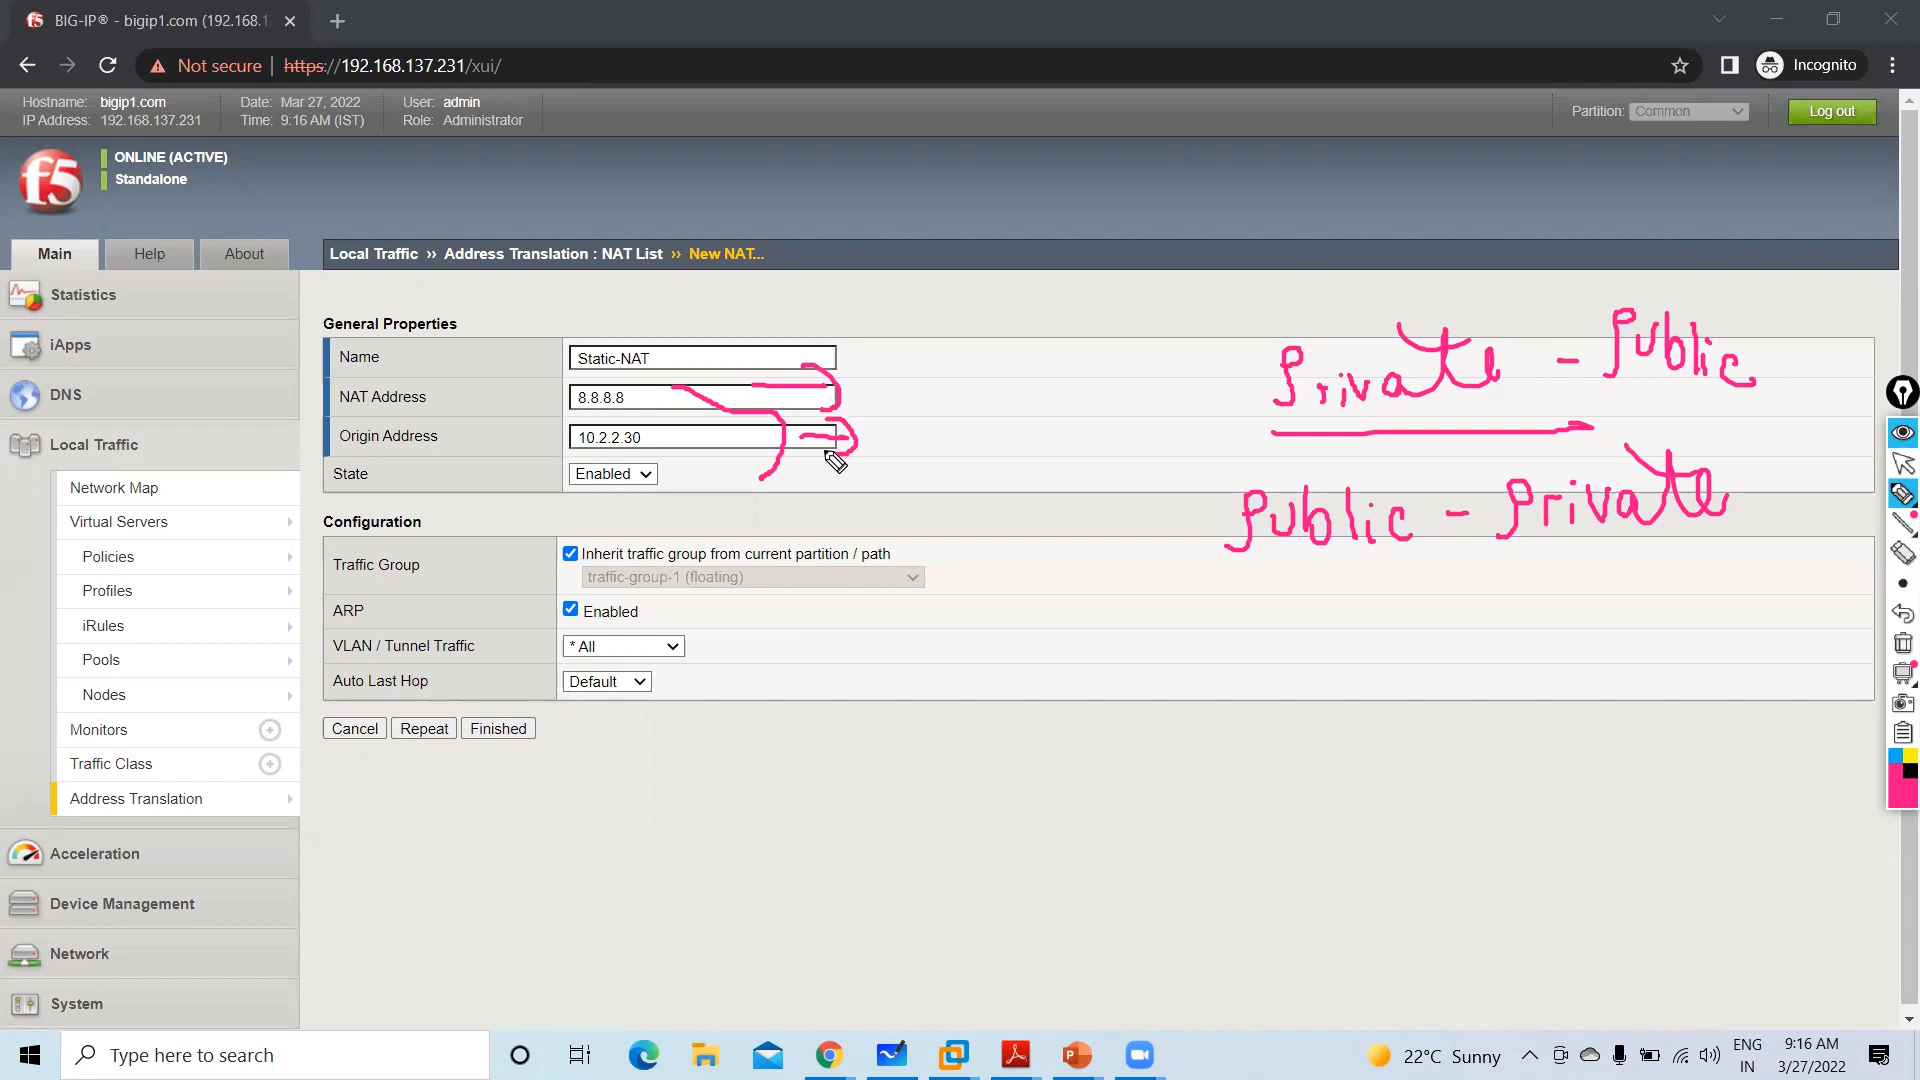 BIG-IP® - bigip1.com (192.168.1
Not secure | https://192.168.137.231/xui/
Incognito
Hostname: bigip1.com Date: Mar 27, 2022 User: admin
IP Address: 192.168.137.231 Time: 9:16 AM (IST) Role: Administrator
Partition: Common
Log out
f5
ONLINE (ACTIVE)
Standalone
Main Help About
Local Traffic ›› Address Translation : NAT List ›› New NAT...
Statistics
iApps
DNS
Local Traffic
Network Map
Virtual Servers
Policies
Profiles
iRules
Pools
Nodes
Monitors
Traffic Class
Address Translation
Acceleration
Device Management
Network
System
General Properties
Name Static-NAT
NAT Address 8.8.8.8
Origin Address 10.2.2.30
State Enabled
Private - Public
Public - Private
Configuration
Traffic Group Inherit traffic group from current partition / path
traffic-group-1 (floating)
ARP Enabled
VLAN / Tunnel Traffic * All
Auto Last Hop Default
Cancel Repeat Finished
Type here to search
22°C Sunny
ENG
IN
9:16 AM
3/27/2022